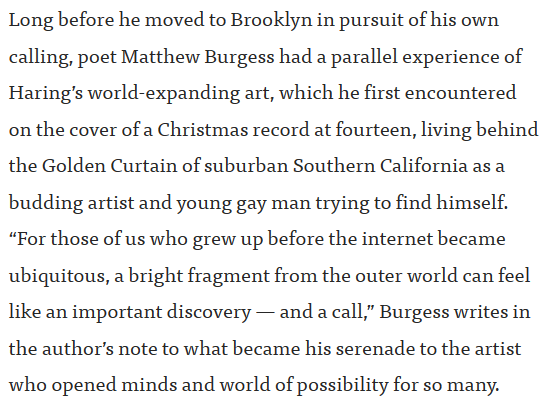 Long before he moved to Brooklyn in pursuit of his own
calling, poet Matthew Burgess had a parallel experience of
Haring’s world-expanding art, which he first encountered
on the cover of a Christmas record at fourteen, living behind
the Golden Curtain of suburban Southern California as a
budding artist and young gay man trying to find himself.
“For those of us who grew up before the internet became
ubiquitous, a bright fragment from the outer world can feel
like an important discovery — and a call,” Burgess writes in
the author’s note to what became his serenade to the artist
who opened minds and world of possibility for so many.